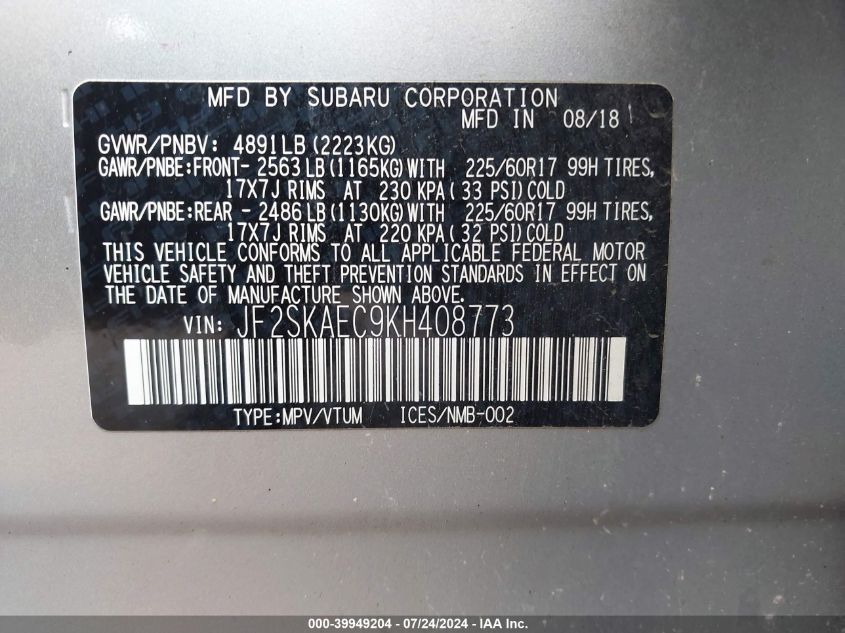 MFD BY SUBARU CORPORATION
MFD IN 08/18
GVWR/PNBV: 4891LB(2223KG)
GAWR/PNBE:FRONT- 2563LB(1165KG)WITH 225/60R17 99H TIRES,
17X7J RIMS AT 230 KPA( 33 PSI)COLD
GAWR/PNBE:REAR - 2486LB(1130KG)WITH 225/60R17 99H TIRES,
17X7J RIMS AT 220 KPA( 32 PSI)COLD
THIS VEHICLE CONFORMS TO ALL APPLICABLE FEDERAL MOTOR
VEHICLE SAFETY AND THEFT PREVENTION STANDARDS IN EFFECT ON
THE DATE OF MANUFACTURE SHOWN ABOVE.
VIN: JF2SKAEC9KH408773
TYPE:MPV/VTUM ICES/NMB-002
000-39949204 - 07/24/2024 - IAA Inc.